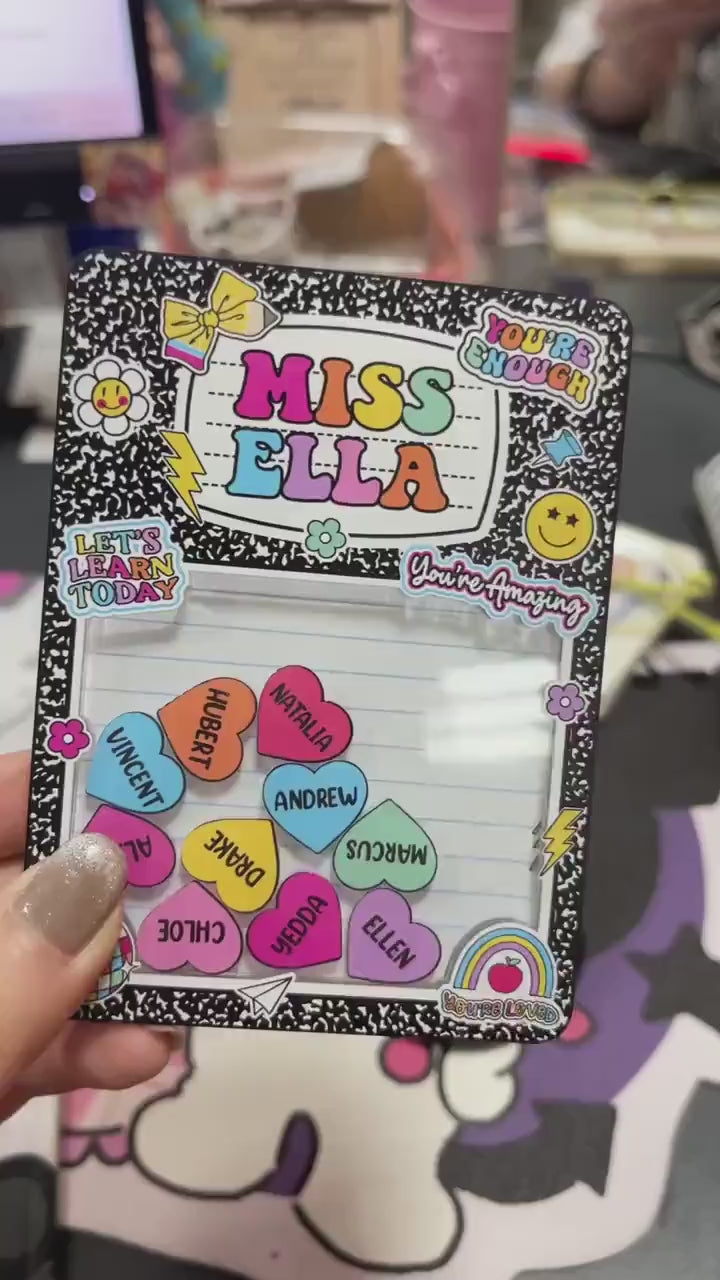 MISS
ELLA
YOU'RE
ENOUGH
LET'S
LEARN
TODAY
You're Amazing
NATALIA
HUBERT
VINCENT
ANDREW
MARCUS
DRAKE
CHLOE
YEDDA
ELLEN
YOU'RE LOVED